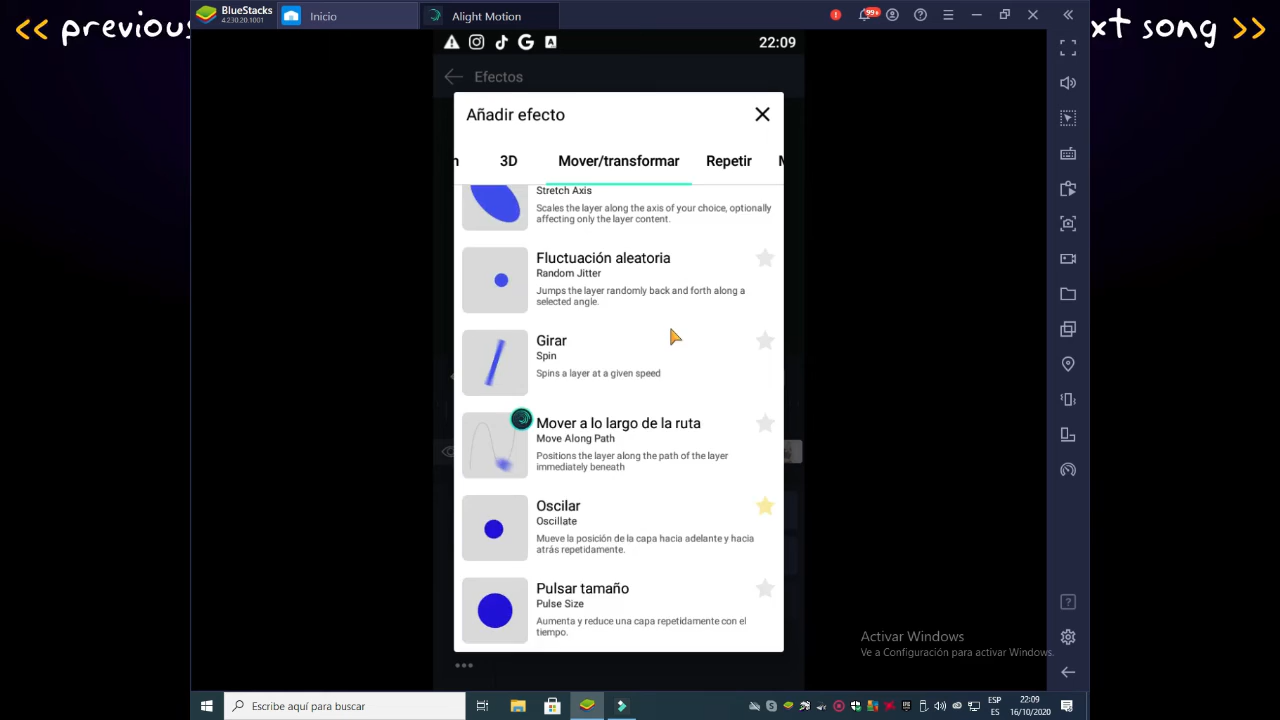 << previous
xt song >>
BlueStacks
4.230.20.1001
Inicio
Alight Motion
99+
22:09
Efectos
Añadir efecto
n 3D Mover/transformar Repetir
Stretch Axis
Scales the layer along the axis of your choice, optionally
affecting only the layer content.
Fluctuación aleatoria
Random Jitter
Jumps the layer randomly back and forth along a
selected angle.
Girar
Spin
Spins a layer at a given speed
Mover a lo largo de la ruta
Move Along Path
Positions the layer along the path of the layer
immediately beneath
Oscilar
Oscillate
Mueve la posición de la capa hacia adelante y hacia
atrás repetidamente.
Pulsar tamaño
Pulse Size
Aumenta y reduce una capa repetidamente con el
tiempo.
Activar Windows
Ve a Configuración para activar Windows.
Escribe aquí para buscar
ESP
ES
22:09
16/10/2020